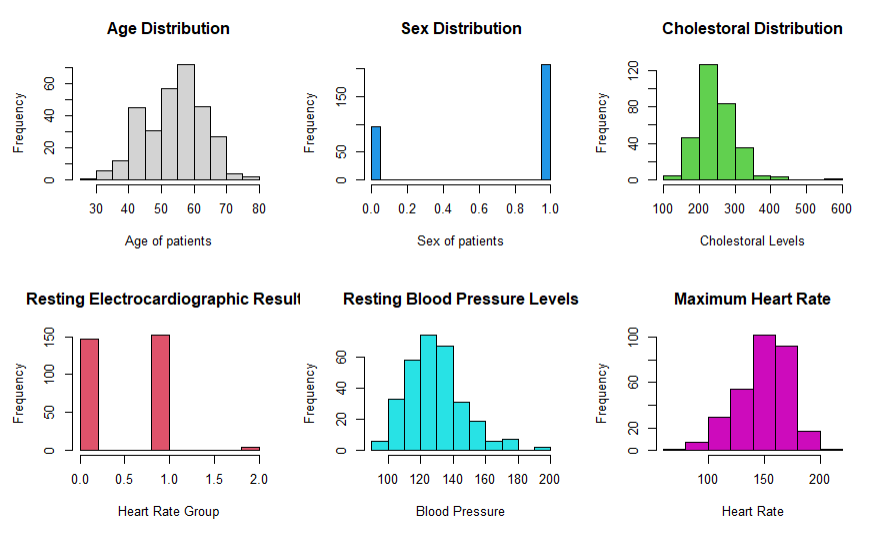 Age Distribution
Frequency
0 20 40 60
30 40 50 60 70 80
Age of patients
Sex Distribution
Frequency
0 50 150
0.0 0.2 0.4 0.6 0.8 1.0
Sex of patients
Cholestoral Distribution
Frequency
0 40 80 120
100 200 300 400 500 600
Cholestoral Levels
Resting Electrocardiographic Result
Frequency
0 50 100 150
0.0 0.5 1.0 1.5 2.0
Heart Rate Group
Resting Blood Pressure Levels
Frequency
0 20 40 60
100 120 140 160 180 200
Blood Pressure
Maximum Heart Rate
Frequency
0 20 60 100
100 150 200
Heart Rate